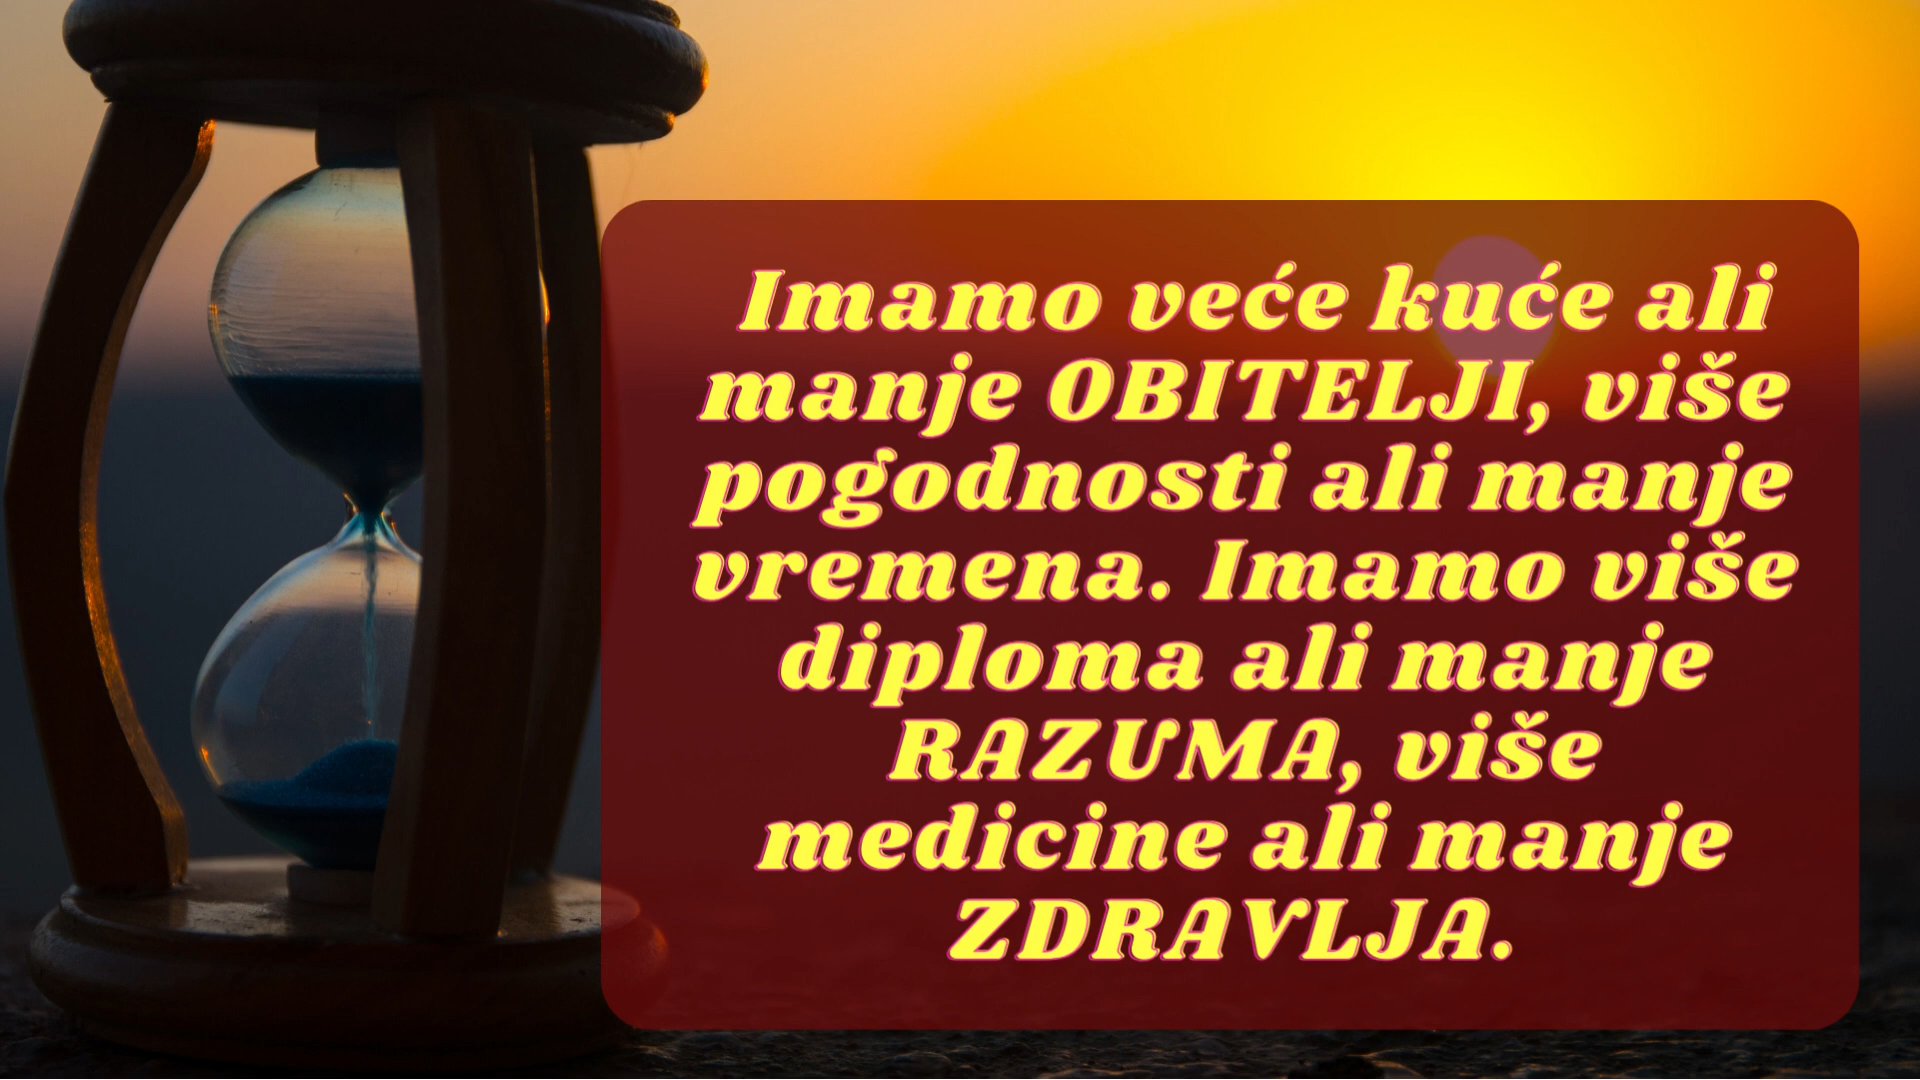 Imamo veće kuće ali
manje OBITELJI, više
pogodnosti ali manje
vremena. Imamo više
diploma ali manje
RAZUMA, više
medicine ali manje
ZDRAVLJA.